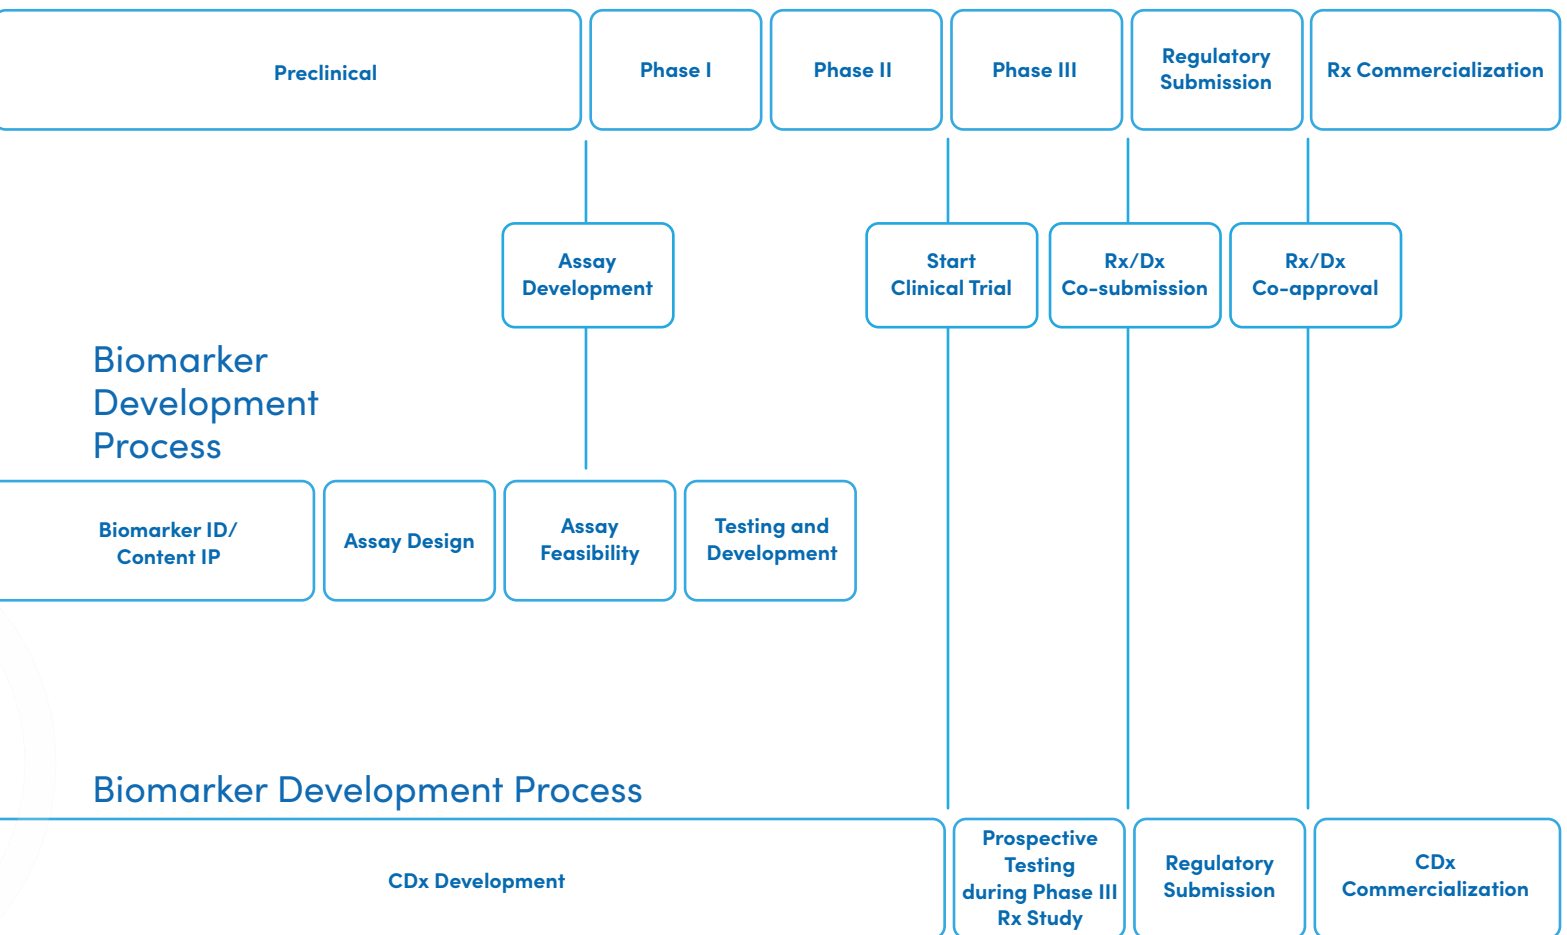 Preclinical
Phase I
Phase II
Phase III
Regulatory
Submission
Rx Commercialization
Assay
Development
Start
Clinical Trial
Rx/Dx
Co-submission
Rx/Dx
Co-approval
Biomarker
Development
Process
Biomarker ID/
Content IP
Assay Design
Assay
Feasibility
Testing and
Development
Biomarker Development Process
CDx Development
Prospective
Testing
during Phase III
Rx Study
Regulatory
Submission
CDx
Commercialization